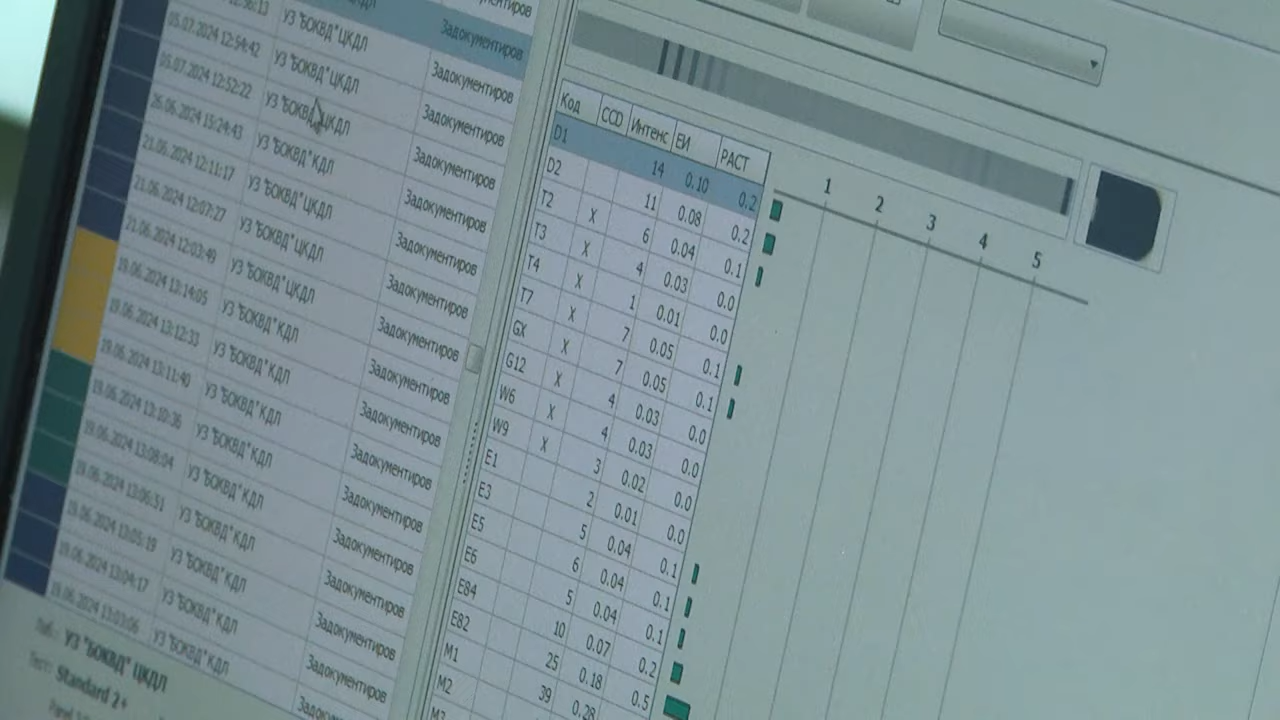 12:56:13 УЗ "БОКВД" ЦКДЛ Задокументиров
05.07.2024 12:54:42 УЗ "БОКВД" ЦКДЛ Задокументиров
05.07.2024 12:52:22 УЗ "БОКВД" ЦКДЛ Задокументиров
26.06.2024 15:24:43 УЗ "БОКВД" КДЛ Задокументиров
21.06.2024 12:11:17 УЗ "БОКВД" ЦКДЛ Задокументиров
21.06.2024 12:07:27 УЗ "БОКВД" ЦКДЛ Задокументиров
21.06.2024 12:03:49 УЗ "БОКВД" ЦКДЛ Задокументиров
19.06.2024 13:14:05 УЗ "БОКВД" КДЛ Задокументиров
19.06.2024 13:12:33 УЗ "БОКВД" КДЛ Задокументиров
19.06.2024 13:11:40 УЗ "БОКВД" КДЛ Задокументиров
19.06.2024 13:10:36 УЗ "БОКВД" КДЛ Задокументиров
19.06.2024 13:08:04 УЗ "БОКВД" КДЛ Задокументиров
19.06.2024 13:06:51 УЗ "БОКВД" КДЛ Задокументиров
19.06.2024 13:05:19 УЗ "БОКВД" КДЛ Задокументиров
19.06.2024 13:04:17 УЗ "БОКВД" КДЛ Задокументиров
19.06.2024 13:03:06 УЗ "БОКВД" КДЛ
УЗ "БОКВД" ЦКДЛ
Standard 2+
Код CCD Интенс ЕИ РАСТ
D1 14 0.10 0.2
D2 11 0.08 0.2
T2 X 6 0.04 0.1
T3 X 4 0.03 0.0
T4 X 1 0.01 0.0
T7 X 7 0.05 0.1
GX X 7 0.05 0.1
G12 X 4 0.03 0.0
W6 X 4 0.03 0.0
W9 X 3 0.02 0.0
E1 2 0.01 0.0
E3 5 0.04 0.1
E5 6 0.04 0.1
E6 5 0.04 0.1
E84 10 0.07 0.2
E82 25 0.18 0.5
M1 39 0.28
M2
M3
1 2 3 4 5